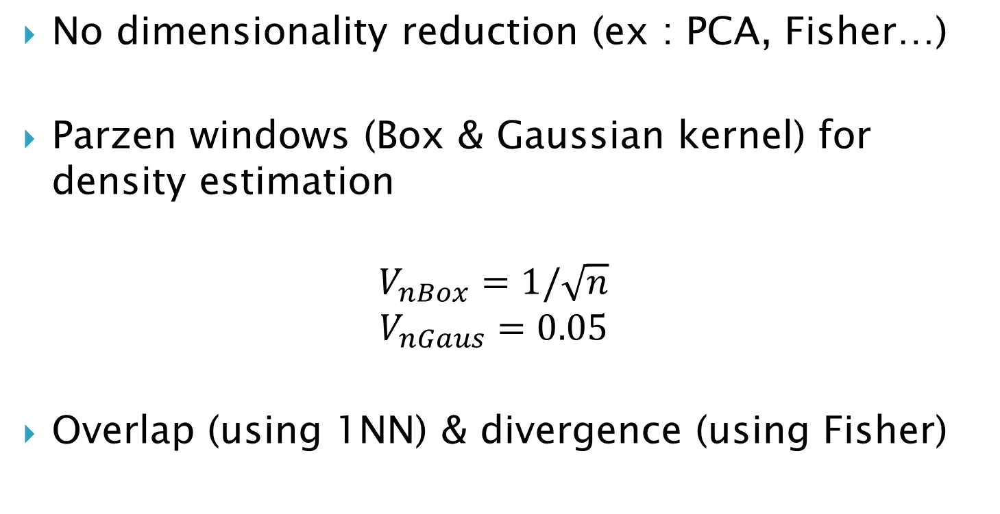 No dimensionality reduction (ex : PCA, Fisher...)
Parzen windows (Box & Gaussian kernel) for
density estimation
V_{nBox} = 1/√n
V_{nGaus} = 0.05
Overlap (using 1NN) & divergence (using Fisher)